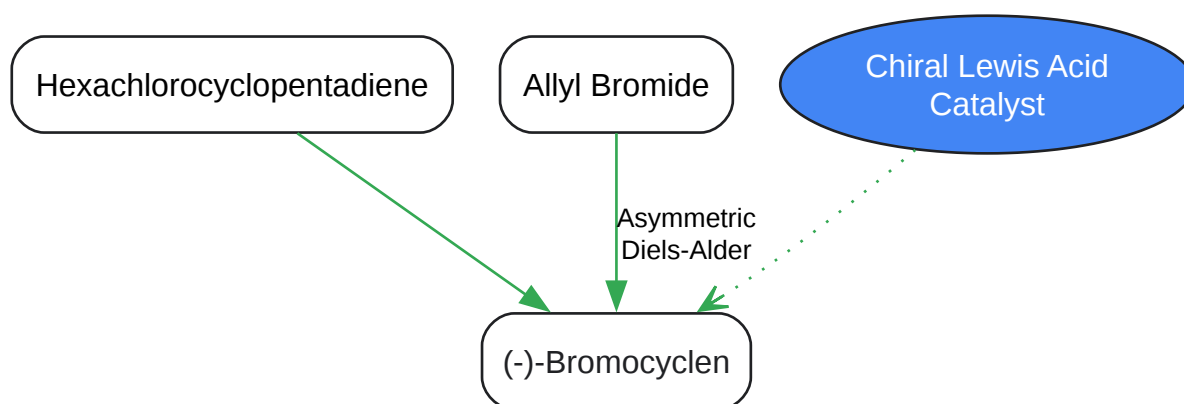 Hexachlorocyclopentadiene
Allyl Bromide
Chiral Lewis Acid
Catalyst
Asymmetric
Diels-Alder
(-)-Bromocyclen